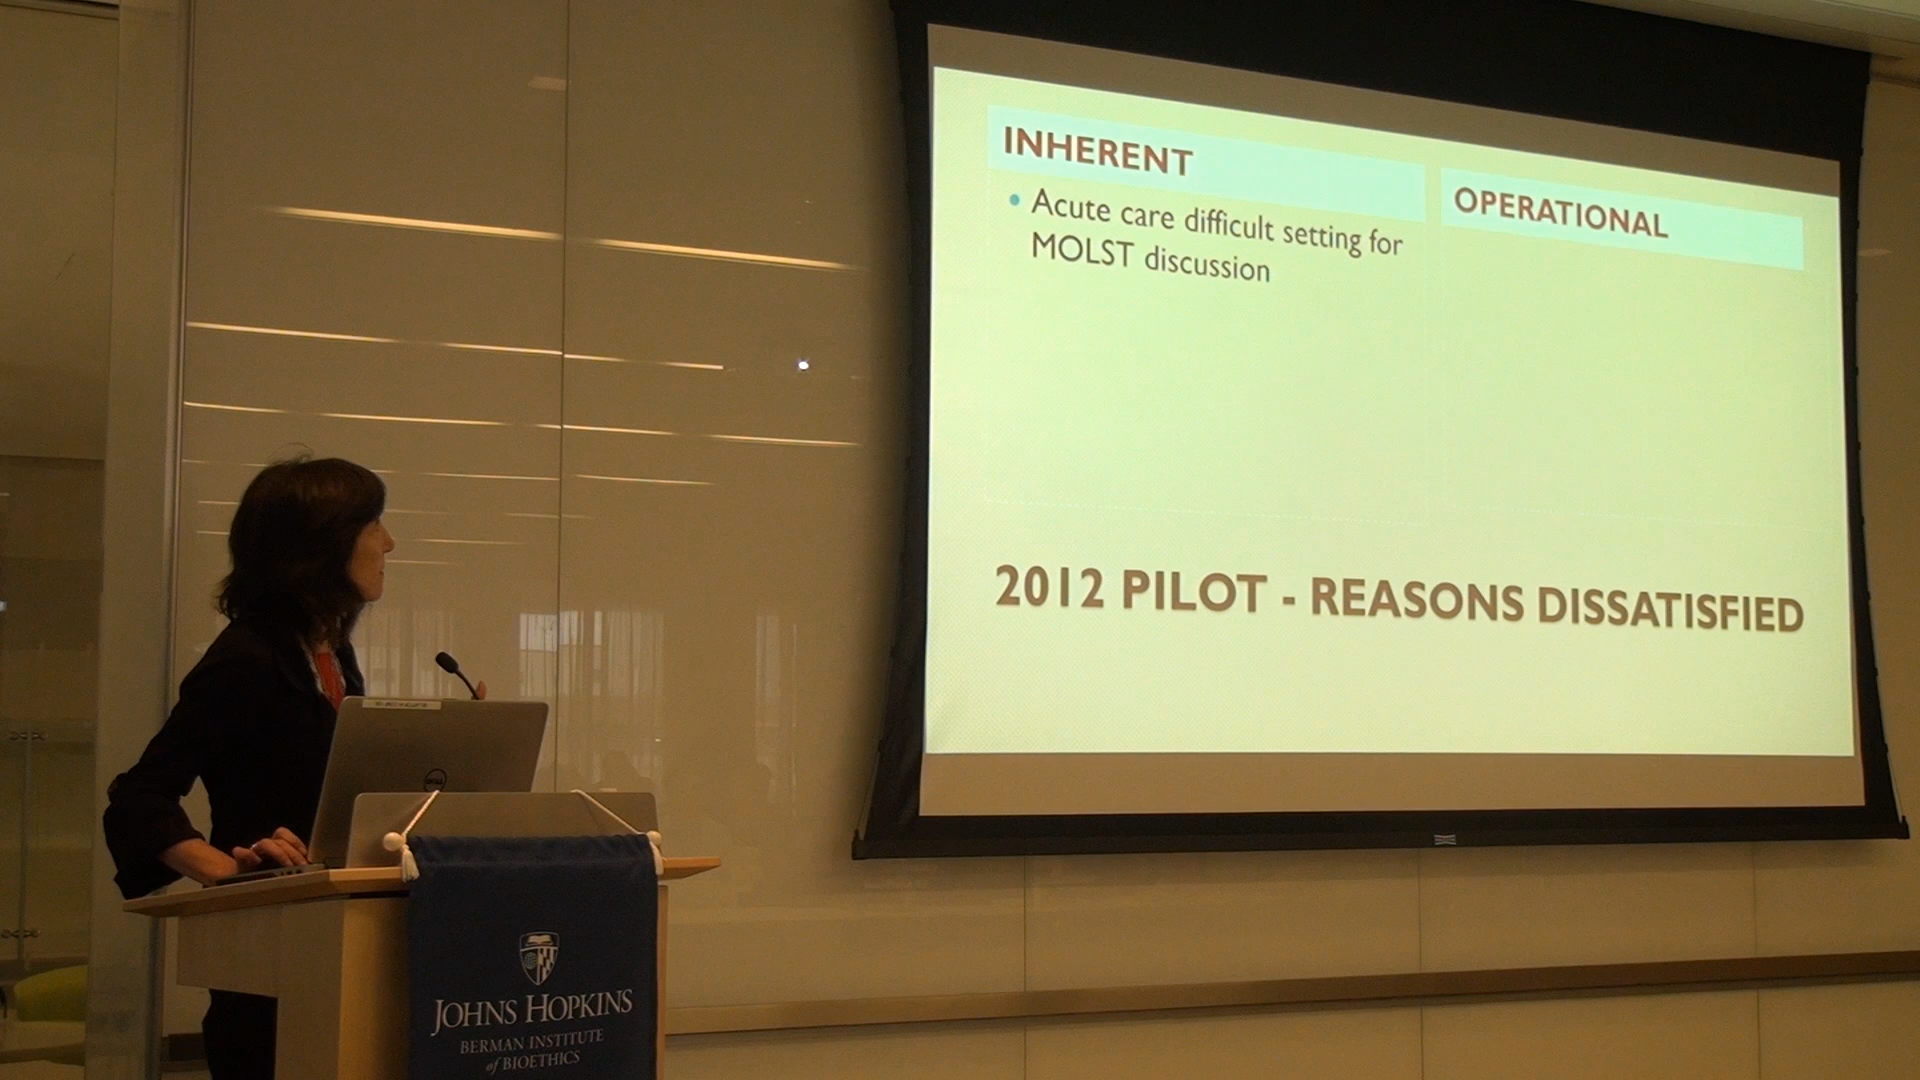 INHERENT
• Acute care difficult setting for
MOLST discussion
OPERATIONAL
2012 PILOT - REASONS DISSATISFIED
DELL
JOHNS HOPKINS
BERMAN INSTITUTE
of BIOETHICS